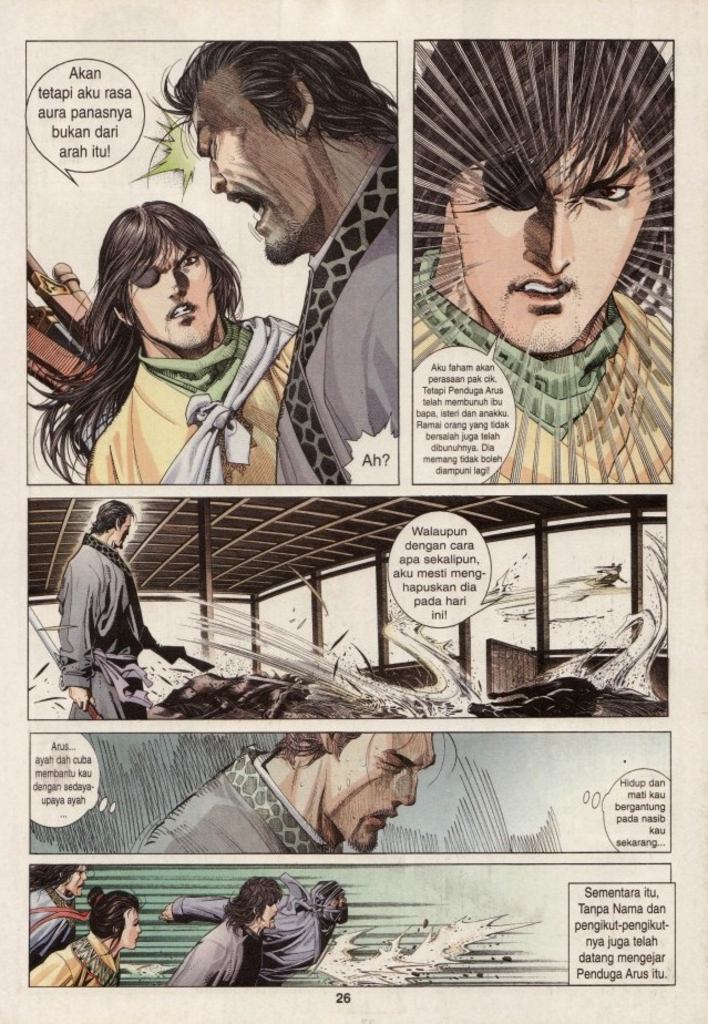 Akan
tetapi aku rasa
aura panasnya
bukan dari
arah itu!
Ah?
Aku faham akan
perasaan pak cik.
Tetapi Penduga Arus
telah membunuh ibu
bapa, isteri dan anakku.
Ramai orang yang tidak
bersalah juga telah
dibunuhnya. Dia
memang tidak boleh
diampuni lagi!
Walaupun
dengan cara
apa sekalipun,
aku mesti meng-
hapuskan dia
pada hari
ini!
Arus...
ayah dah cuba
membantu kau
dengan sedaya-
upaya ayah
...
Hidup dan
mati kau
bergantung
pada nasib
kau
sekarang...
Sementara itu,
Tanpa Nama dan
pengikut-pengikut-
nya juga telah
datang mengejar
Penduga Arus itu.
26